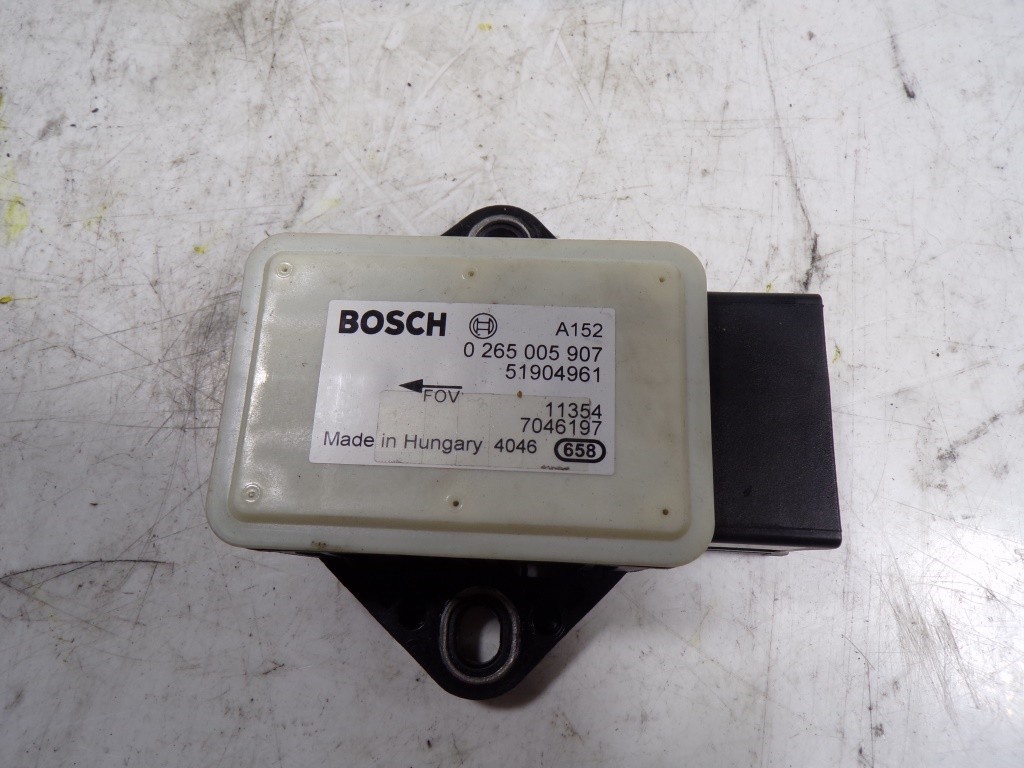 BOSCH A152
0 265 005 907
51904961
FOV
11354
7046197
Made in Hungary 4046 658